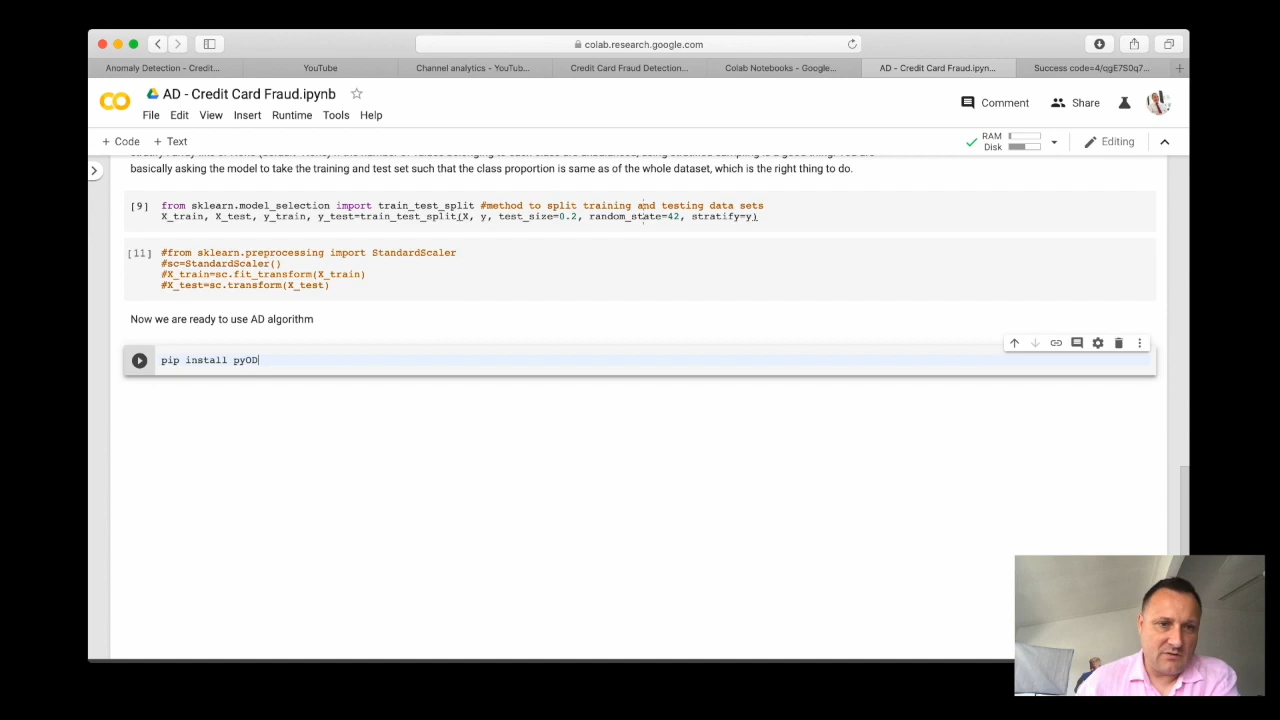 colab.research.google.com
Anomaly Detection - Credit...
YouTube
Channel analytics - YouTub...
Credit Card Fraud Detection...
Colab Notebooks - Google...
AD - Credit Card Fraud.ipyn...
Success code=4/qgE7S0q7...
AD - Credit Card Fraud.ipynb
Comment
Share
File Edit View Insert Runtime Tools Help
+ Code + Text
RAM
Disk
Editing
basically asking the model to take the training and test set such that the class proportion is same as of the whole dataset, which is the right thing to do.
[9] from sklearn.model_selection import train_test_split #method to split training and testing data sets
X_train, X_test, y_train, y_test=train_test_split(X, y, test_size=0.2, random_state=42, stratify=y)
[11] #from sklearn.preprocessing import StandardScaler
#sc=StandardScaler()
#X_train=sc.fit_transform(X_train)
#X_test=sc.transform(X_test)
Now we are ready to use AD algorithm
pip install pyOD